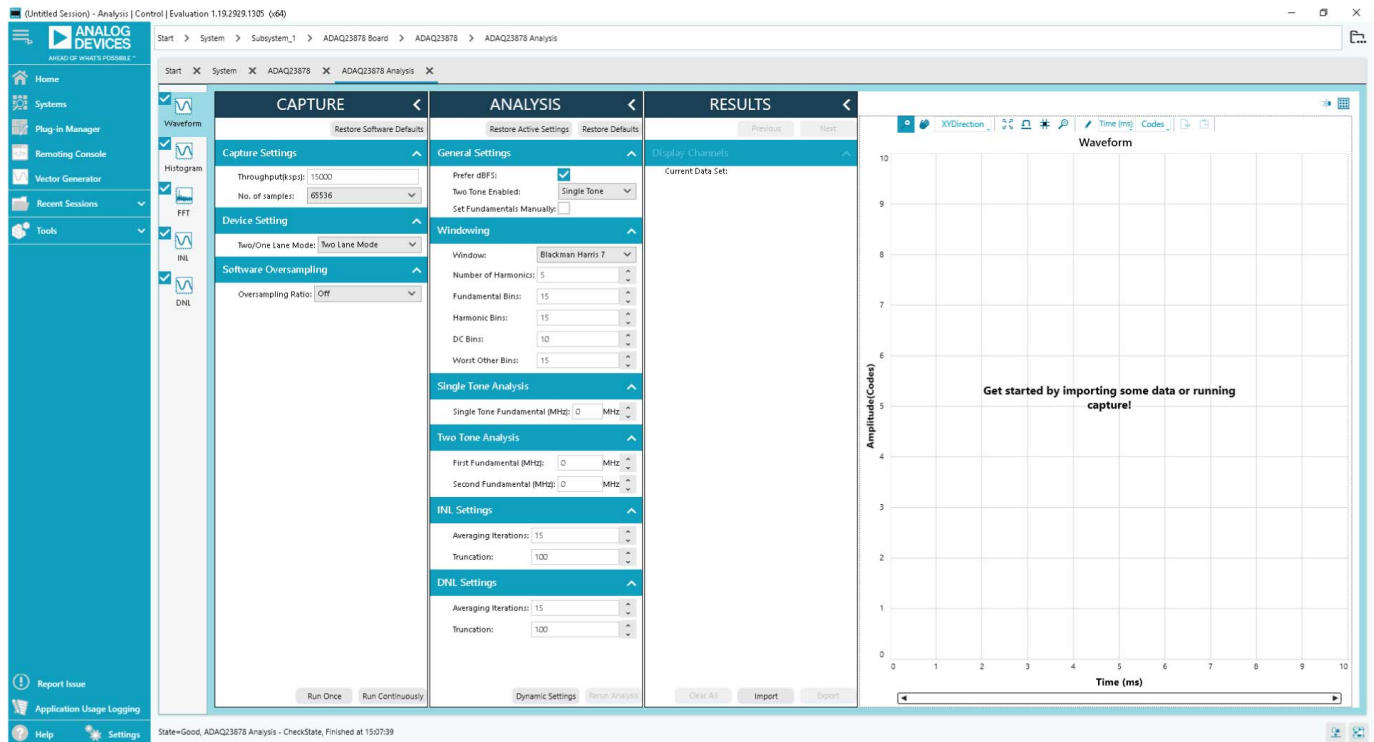 (Untitled Session) - Analysis | Control | Evaluation 1.19.2929.1305 (x64)
ANALOG
DEVICES
AHEAD OF WHAT'S POSSIBLE™
Start > System > Subsystem_1 > ADAQ23878 Board > ADAQ23878 > ADAQ23878 Analysis
Start System ADAQ23878 ADAQ23878 Analysis
Home
Systems
Plug-in Manager
Remoting Console
Vector Generator
Recent Sessions
Tools
Report Issue
Application Usage Logging
Help Settings
Waveform
Histogram
FFT
INL
DNL
CAPTURE
Restore Software Defaults
Capture Settings
Throughput(ksps): 15000
No. of samples: 65536
Device Setting
Two/One Lane Mode: Two Lane Mode
Software Oversampling
Oversampling Ratio: Off
Run Once Run Continuously
ANALYSIS
Restore Active Settings Restore Defaults
General Settings
Prefer dBFS:
Two Tone Enabled: Single Tone
Set Fundamentals Manually:
Windowing
Window: Blackman Harris 7
Number of Harmonics: 5
Fundamental Bins: 15
Harmonic Bins: 15
DC Bins: 10
Worst Other Bins: 15
Single Tone Analysis
Single Tone Fundamental (MHz): 0 MHz
Two Tone Analysis
First Fundamental (MHz): 0 MHz
Second Fundamental (MHz): 0 MHz
INL Settings
Averaging Iterations: 15
Truncation: 100
DNL Settings
Averaging Iterations: 15
Truncation: 100
Dynamic Settings Rerun Analysis
RESULTS
Previous Next
Display Channels
Current Data Set:
Clear All Import Export
XYDirection Time (ms) Codes
Waveform
10
9
8
7
6
5
4
3
2
1
0
Amplitude(Codes)
Get started by importing some data or running
capture!
0 1 2 3 4 5 6 7 8 9 10
Time (ms)
State=Good, ADAQ23878 Analysis - CheckState, Finished at 15:07:39